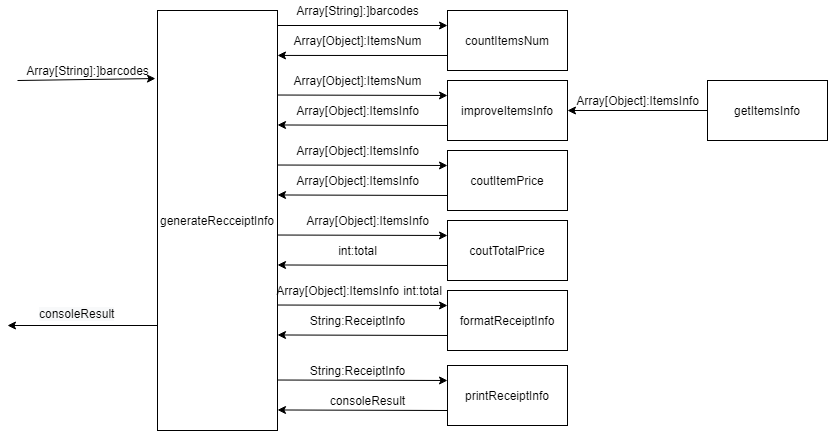 Array[String]:]barcodes
countItemsNum
Array[Object]:ItemsNum
Array[String]:]barcodes
Array[Object]:ItemsNum
Array[Object]:ItemsInfo
improveItemsInfo
Array[Object]:ItemsInfo
getItemsInfo
Array[Object]:ItemsInfo
Array[Object]:ItemsInfo
coutItemPrice
generateRecceiptInfo
Array[Object]:ItemsInfo
int:total
coutTotalPrice
Array[Object]:ItemsInfo int:total
String:ReceiptInfo
formatReceiptInfo
consoleResult
String:ReceiptInfo
consoleResult
printReceiptInfo